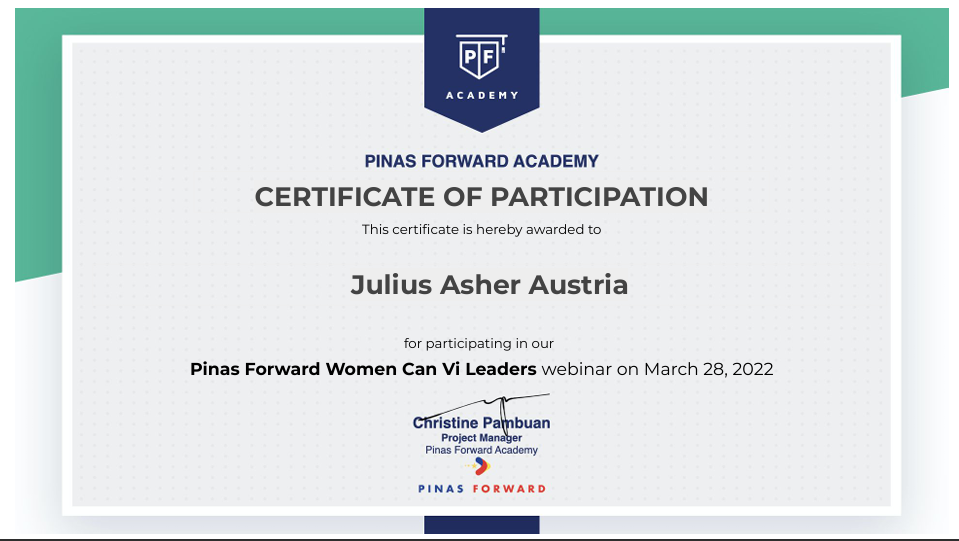 PF
ACADEMY
PINAS FORWARD ACADEMY
CERTIFICATE OF PARTICIPATION
This certificate is hereby awarded to
Julius Asher Austria
for participating in our
Pinas Forward Women Can Vi Leaders webinar on March 28, 2022
Christine Pambuan
Project Manager
Pinas Forward Academy
PINAS FORWARD